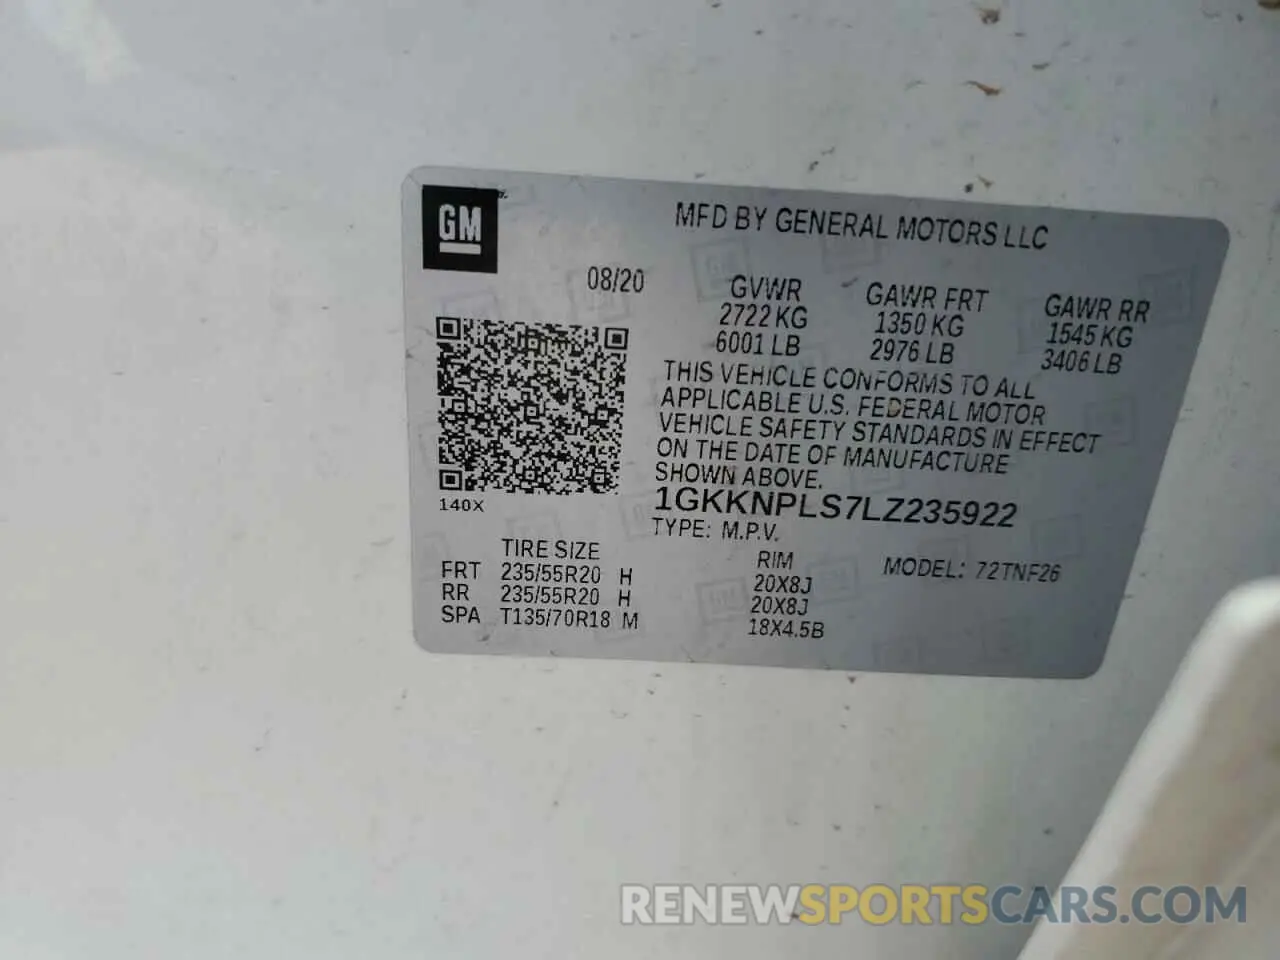 GM
MFD BY GENERAL MOTORS LLC
08/20
GVWR GAWR FRT GAWR RR
2722 KG 1350 KG 1545 KG
6001 LB 2976 LB 3406 LB
THIS VEHICLE CONFORMS TO ALL
APPLICABLE U.S. FEDERAL MOTOR
VEHICLE SAFETY STANDARDS IN EFFECT
ON THE DATE OF MANUFACTURE
SHOWN ABOVE.
140X
1GKKNPLS7LZ235922
TYPE: M.P.V.
TIRE SIZE RIM MODEL: 72TNF26
FRT 235/55R20 H 20X8J
RR 235/55R20 H 20X8J
SPA T135/70R18 M 18X4.5B
RENEWSPORTSCARS.COM